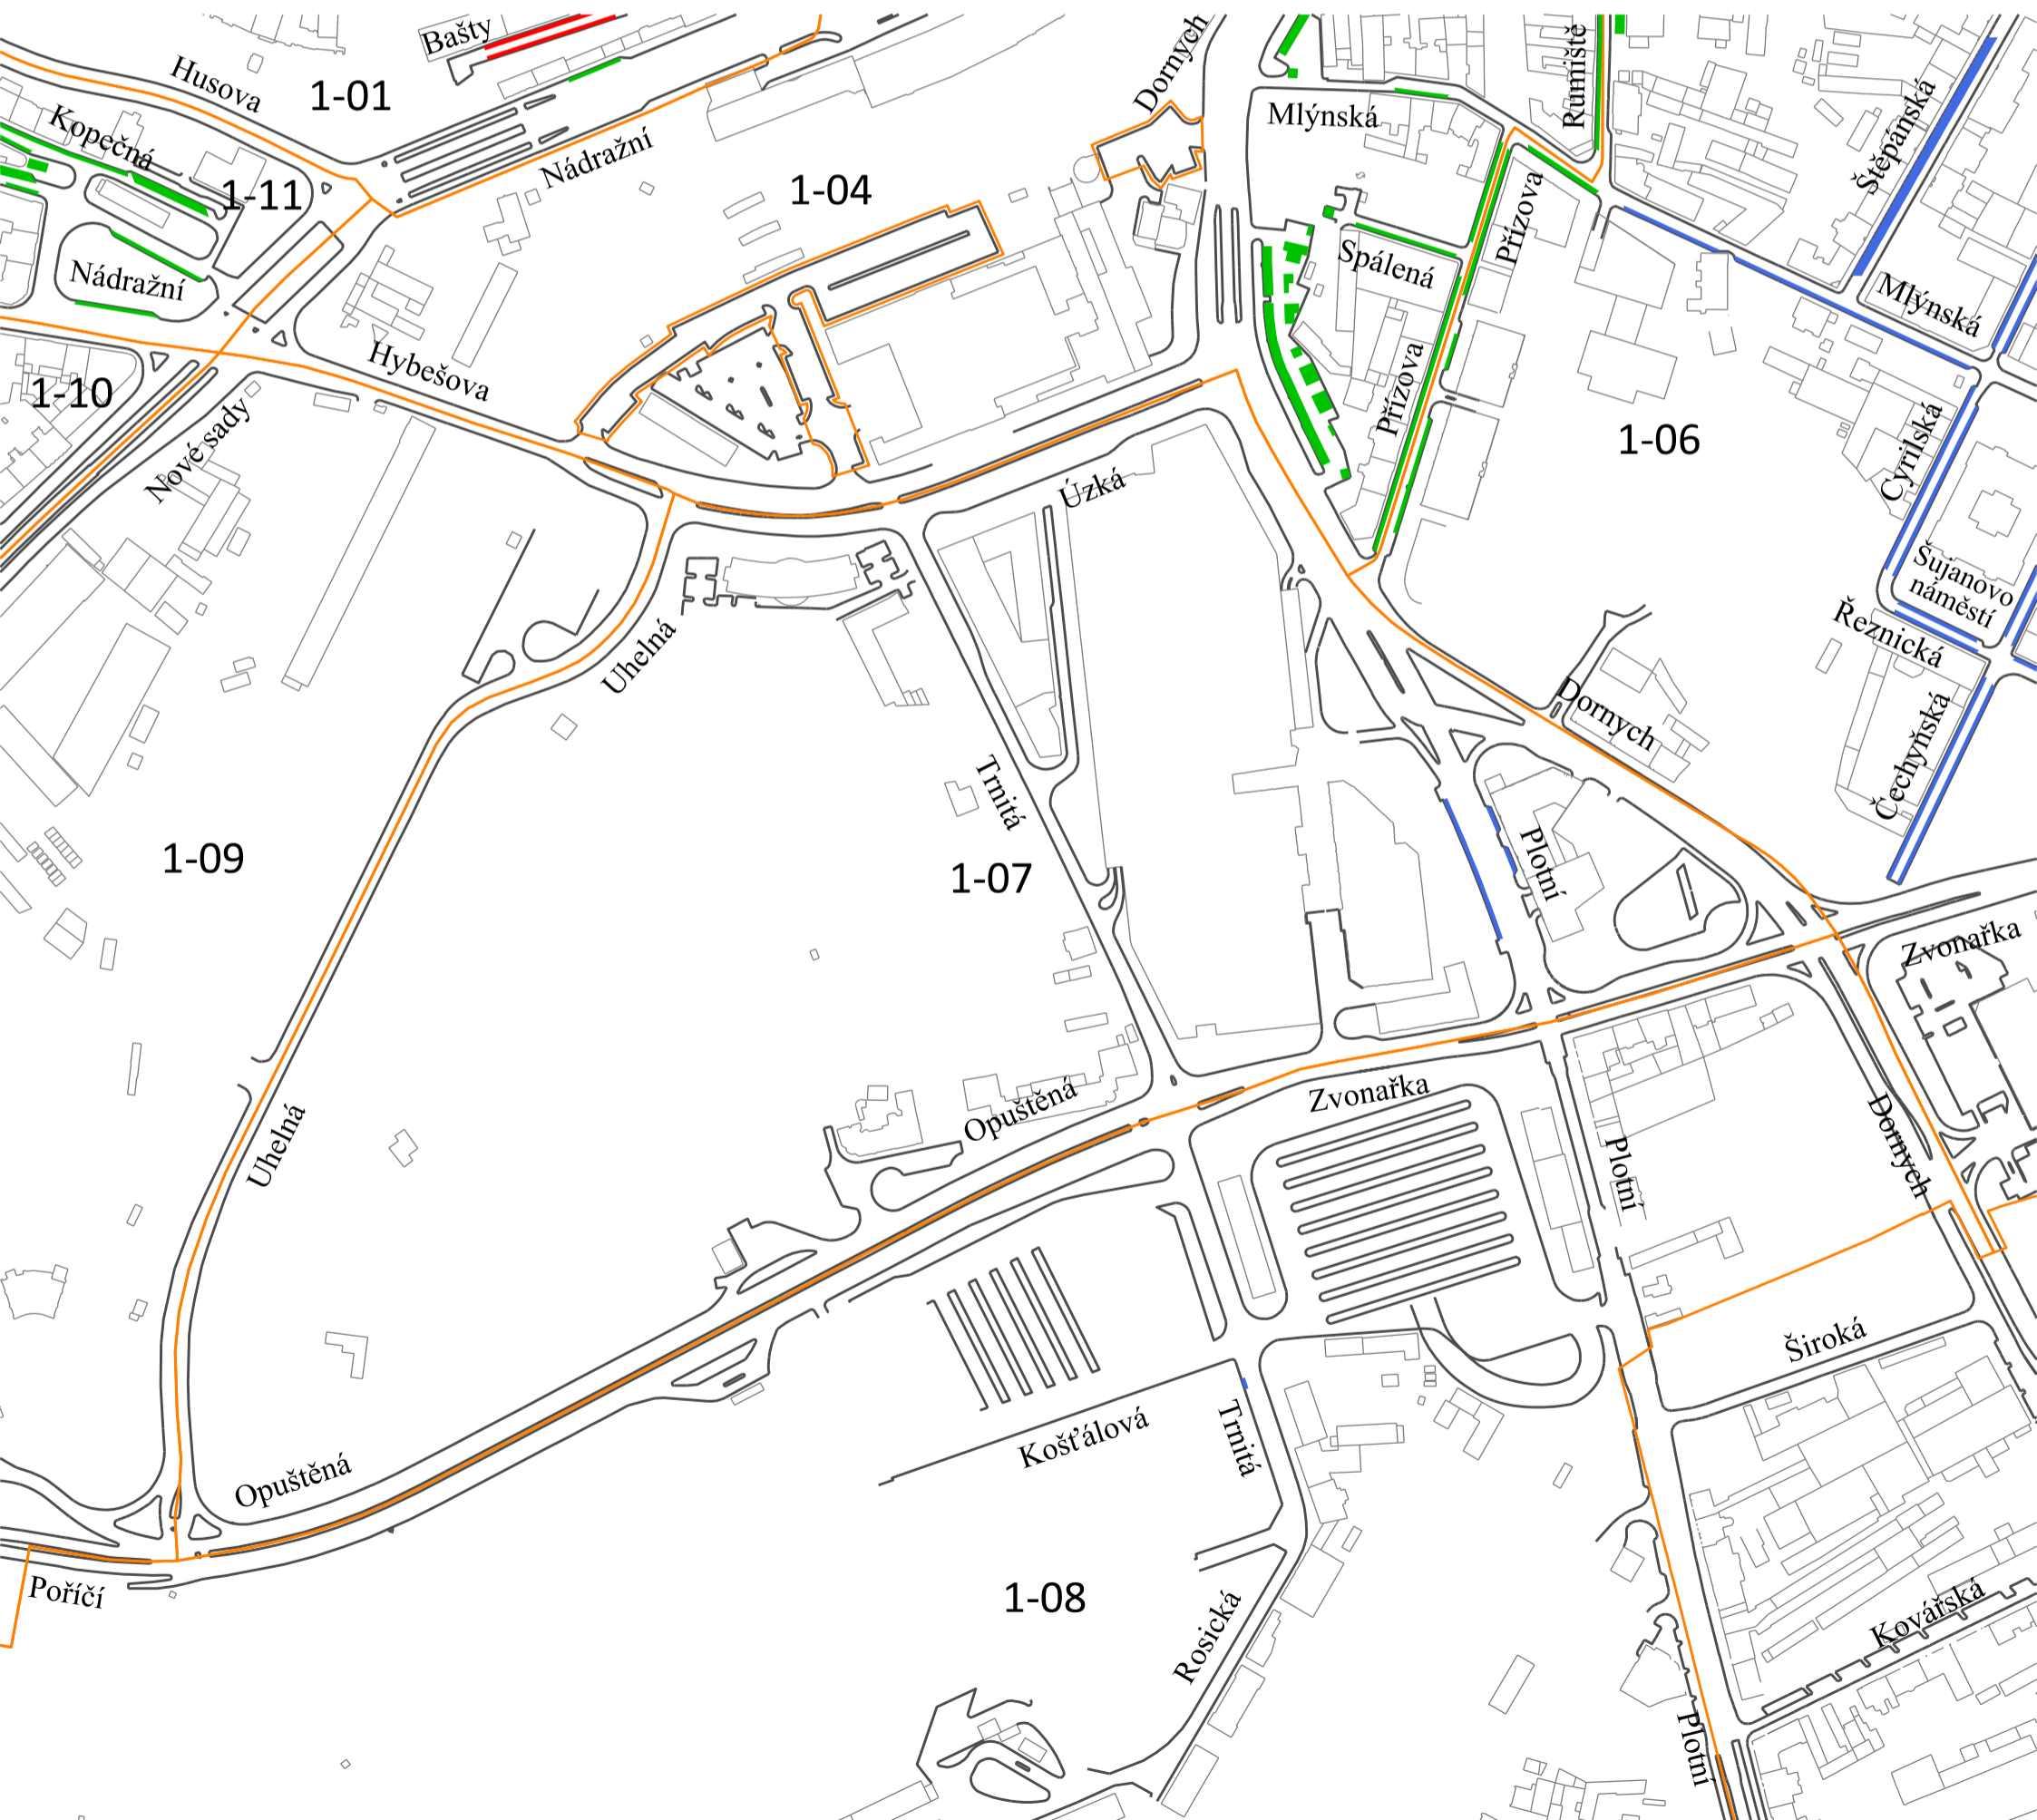 Bašty
Dornych
Rumiště
Husova
1-01
Štěpánská
Mlýnská
Kopečná
Nádražní
1-11
1-04
Přízova
Spálená
Nádražní
Mlýnská
Hybešova
1-10
Přízova
1-06
Nové sady
Cyrilská
Úzká
Šujanovo
náměstí
Řeznická
Uhelná
Dornych
Čechyňská
Trnitá
1-09
1-07
Plotní
Zvonařka
Zvonařka
Opuštěná
Uhelná
Plotní
Dornych
Široká
Košťálová
Trnitá
Opuštěná
Poříčí
1-08
Rosická
Kovářská
Plotní